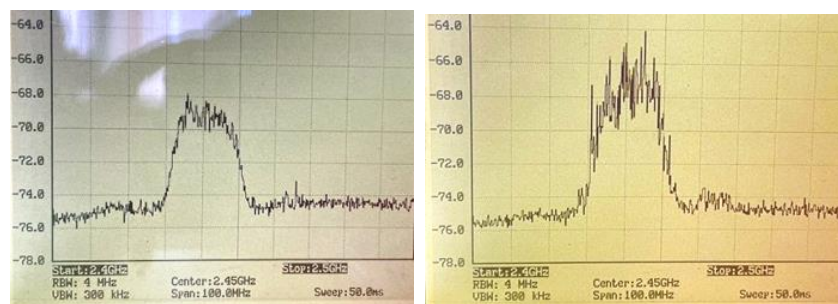 -64.0
-66.0
-68.0
-70.0
-72.0
-74.0
-76.0
-78.0
Start:2.4GHz Stop:2.5GHz
RBW: 4 MHz Center:2.45GHz
VBW: 300 kHz Span:100.0MHz Sweep:50.0ms
-64.0
-66.0
-68.0
-70.0
-72.0
-74.0
-76.0
-78.0
Start:2.4GHz Stop:2.5GHz
RBW: 4 MHz Center:2.45GHz
VBW: 300 kHz Span:100.0MHz Sweep:50.0ms